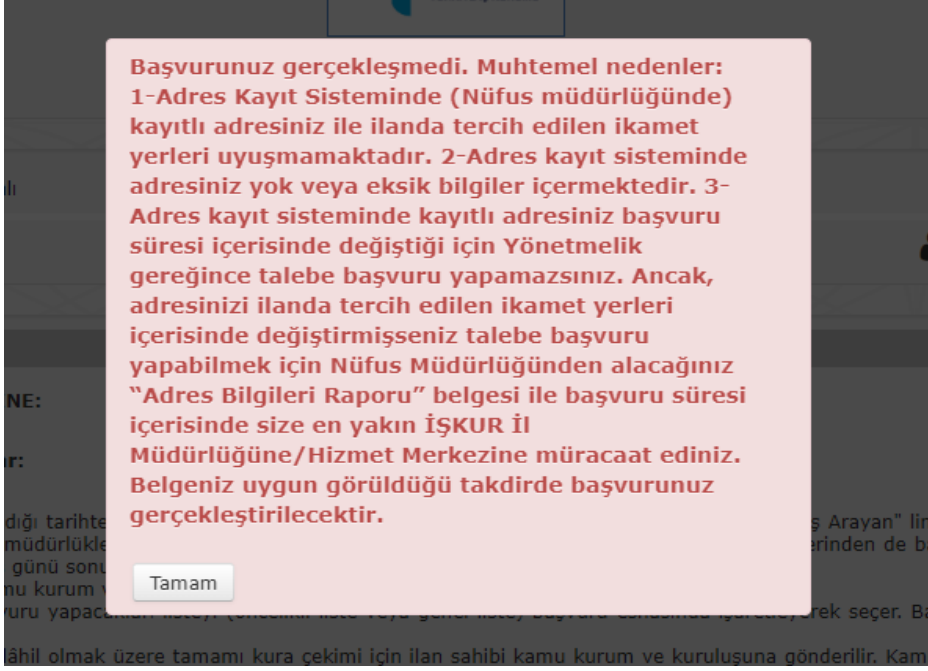 Başvurunuz gerçekleşmedi. Muhtemel nedenler:
1-Adres Kayıt Sisteminde (Nüfus müdürlüğünde)
kayıtlı adresiniz ile ilanda tercih edilen ikamet
yerleri uyuşmamaktadır. 2-Adres kayıt sisteminde
adresiniz yok veya eksik bilgiler içermektedir. 3-
Adres kayıt sisteminde kayıtlı adresiniz başvuru
süresi içerisinde değiştiği için Yönetmelik
gereğince talebe başvuru yapamazsınız. Ancak,
adresinizi ilanda tercih edilen ikamet yerleri
içerisinde değiştirmişseniz talebe başvuru
yapabilmek için Nüfus Müdürlüğünden alacağınız
“Adres Bilgileri Raporu” belgesi ile başvuru süresi
içerisinde size en yakın İŞKUR İl
Müdürlüğüne/Hizmet Merkezine müracaat ediniz.
Belgeniz uygun görüldüğü takdirde başvurunuz
gerçekleştirilecektir.
Tamam
NE:
ar:
dığı tarihte ş Arayan" lin
müdürlükle erinden de ba
günü sonu
mu kurum v
lâhil olmak üzere tamamı kura çekimi için ilan sahibi kamu kurum ve kuruluşuna gönderilir. Kam